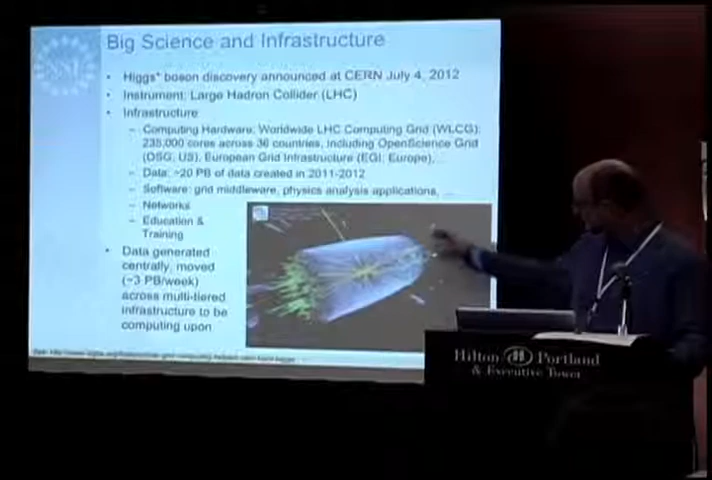 Big Science and Infrastructure
• Higgs* boson discovery announced at CERN July 4, 2012
• Instrument: Large Hadron Collider (LHC)
• Infrastructure
– Computing Hardware: Worldwide LHC Computing Grid (WLCG):
235,000 cores across 36 countries, including OpenScience Grid
(OSG, US), European Grid Infrastructure (EGI, Europe),...
– Data: ~20 PB of data created in 2011-2012
– Software: grid middleware, physics analysis applications, ...
– Networks
– Education &
Training
• Data generated
centrally, moved
(~3 PB/week)
across multi-tiered
infrastructure to be
computing upon
Hilton Portland
& Executive Tower